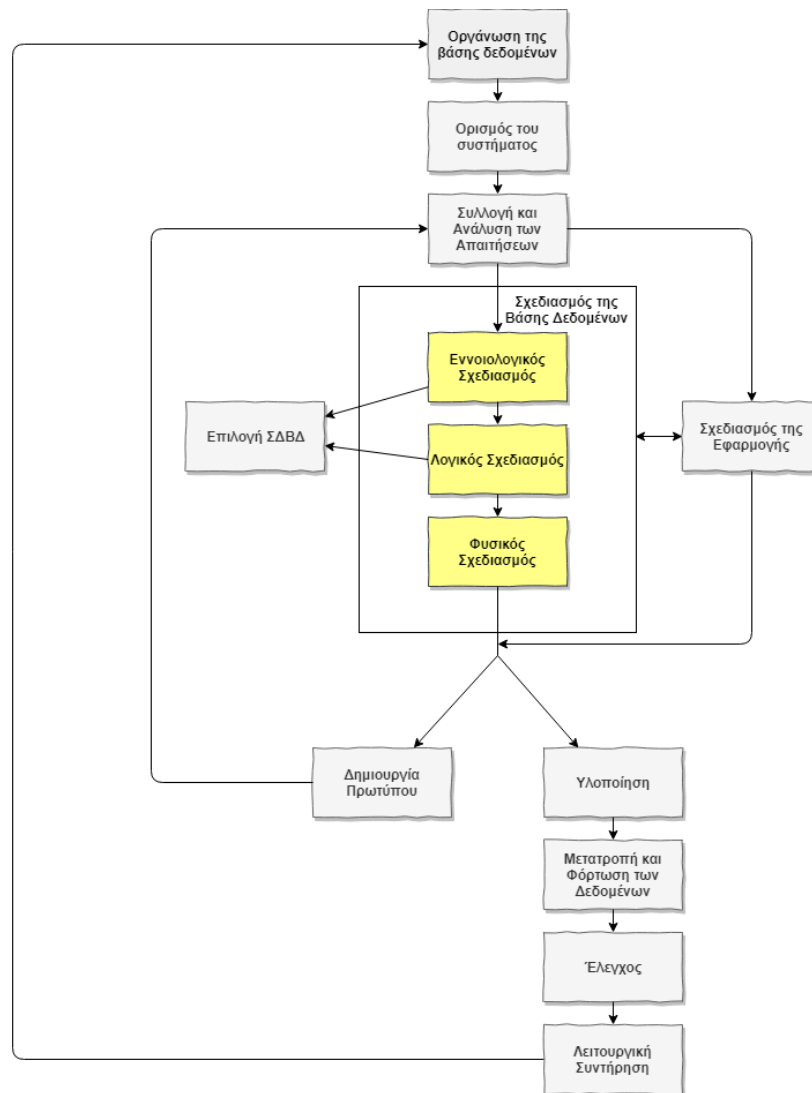 Οργάνωση της
βάσης δεδομένων
Ορισμός του
συστήματος
Συλλογή και
Ανάλυση των
Απαιτήσεων
Σχεδιασμός της
Βάσης Δεδομένων
Εννοιολογικός
Σχεδιασμός
Επιλογή ΣΔΒΔ
Σχεδιασμός της
Εφαρμογής
Λογικός Σχεδιασμός
Φυσικός
Σχεδιασμός
Δημιουργία
Πρωτύπου
Υλοποίηση
Μετατροπή και
Φόρτωση των
Δεδομένων
Έλεγχος
Λειτουργική
Συντήρηση